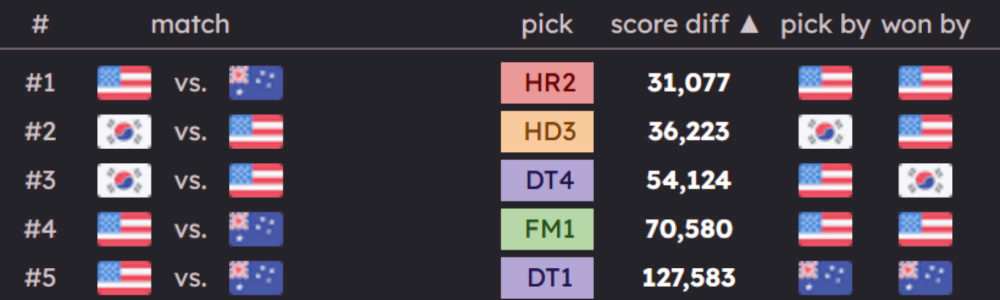 # match pick score diff ▲ pick by won by
#1 vs. HR2 31,077
#2 vs. HD3 36,223
#3 vs. DT4 54,124
#4 vs. FM1 70,580
#5 vs. DT1 127,583